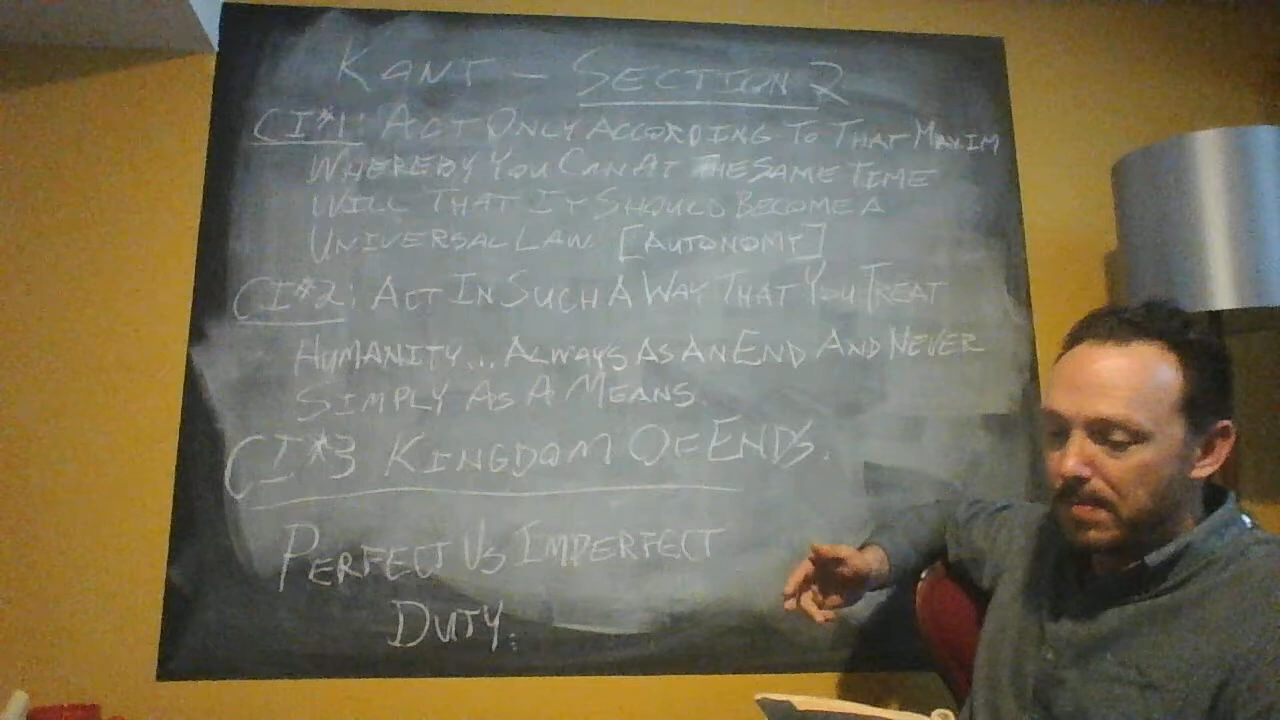 KANT - SECTION 2
CI#1: ACT ONLY ACCORDING TO THAT MAXIM
WHEREBY YOU CAN AT THE SAME TIME
WILL THAT IT SHOULD BECOME A
UNIVERSAL LAW. [AUTONOMY]
CI#2: ACT IN SUCH A WAY THAT YOU TREAT
HUMANITY... ALWAYS AS AN END AND NEVER
SIMPLY AS A MEANS.
CI#3 KINGDOM OF ENDS.
PERFECT VS IMPERFECT
DUTY: